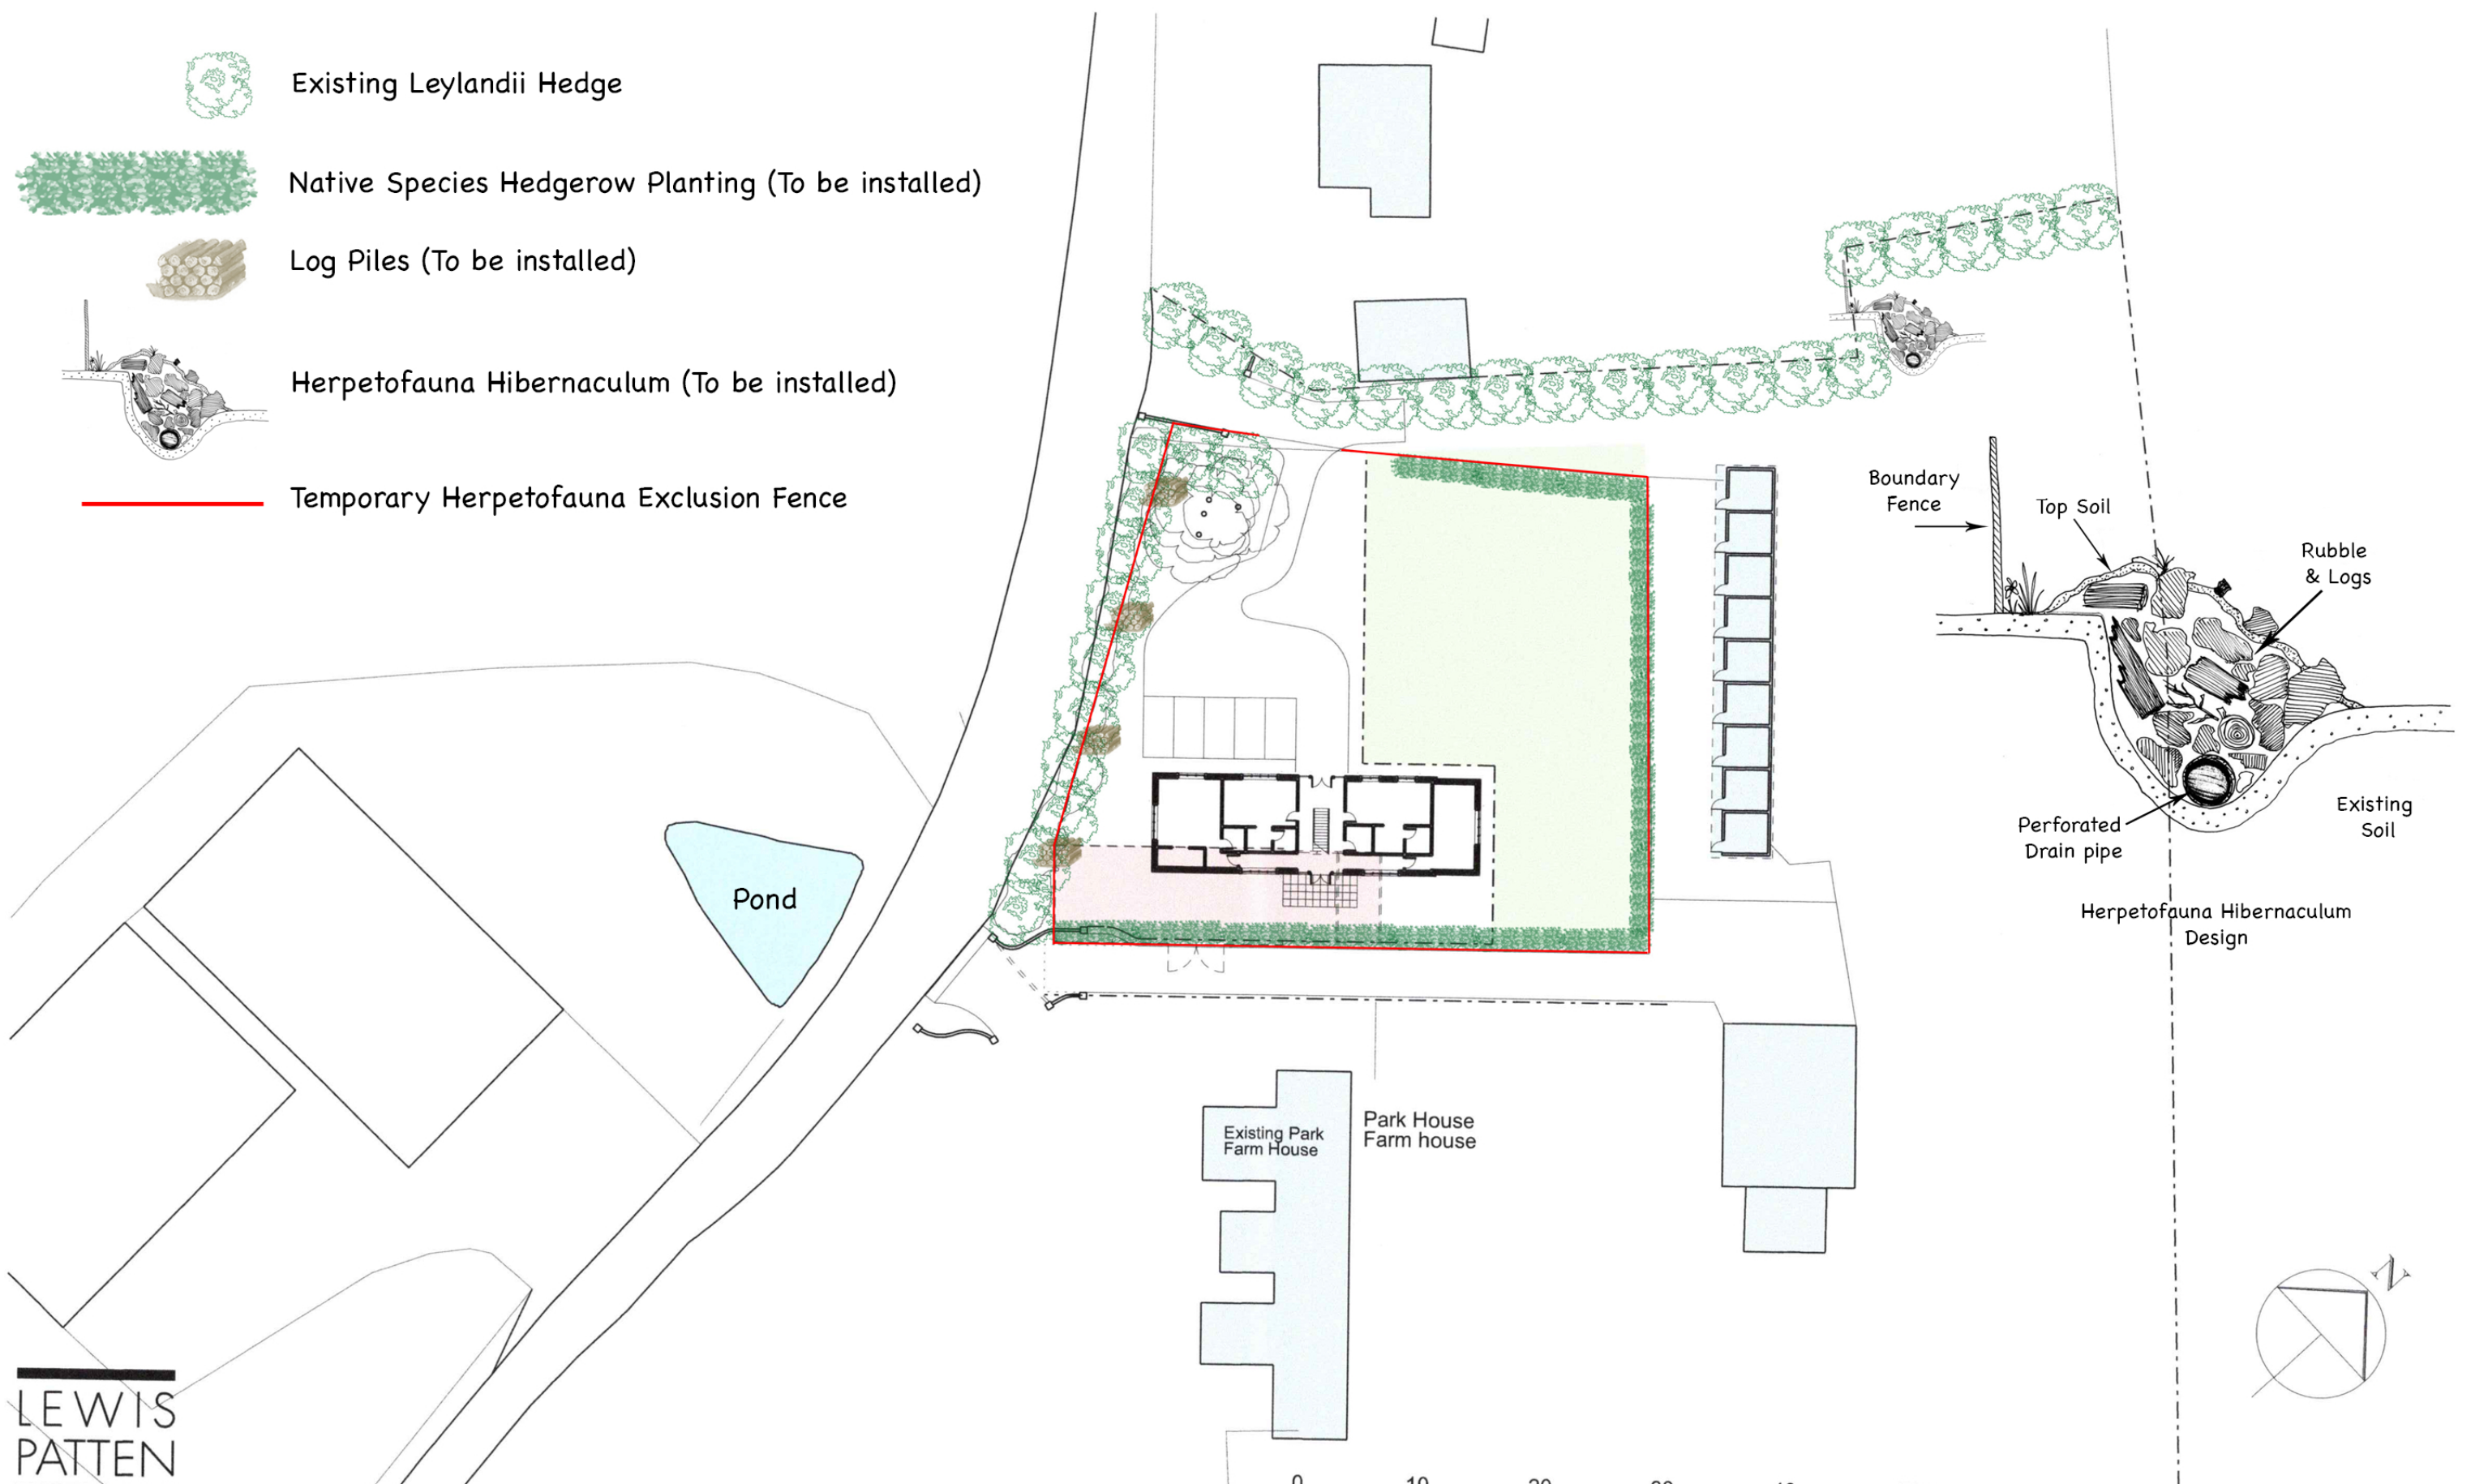 Existing Leylandii Hedge
Native Species Hedgerow Planting (To be installed)
Log Piles (To be installed)
Herpetofauna Hibernaculum (To be installed)
Temporary Herpetofauna Exclusion Fence
Boundary
Fence
Top Soil
Rubble
& Logs
Perforated
Drain pipe
Existing
Soil
Herpetofauna Hibernaculum
Design
Pond
Existing Park
Farm House
Park House
Farm house
N
LEWIS
PATTEN
0 10 20 30